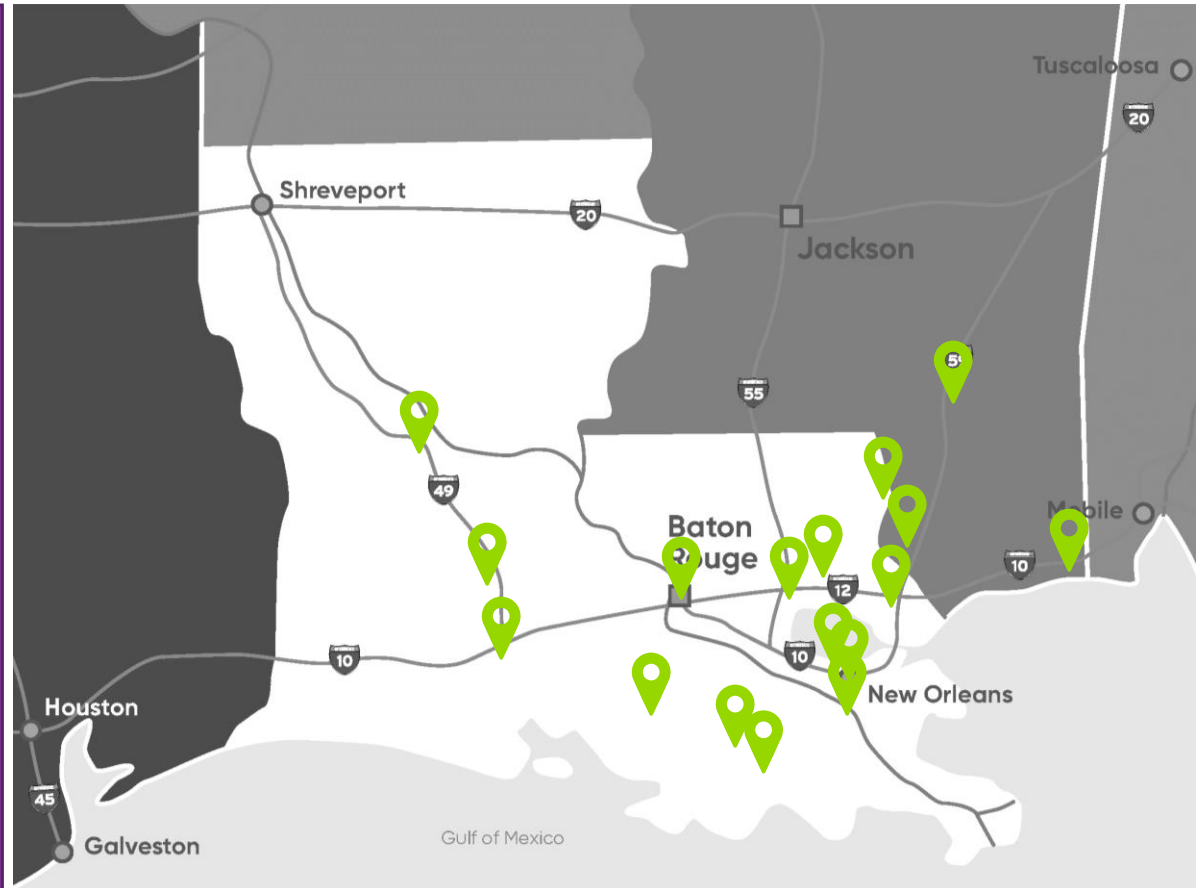 Tuscaloosa
20
Shreveport
20
Jackson
55
49
Baton
Rouge
Mobile
10
12
10
10
New Orleans
Houston
45
Galveston
Gulf of Mexico